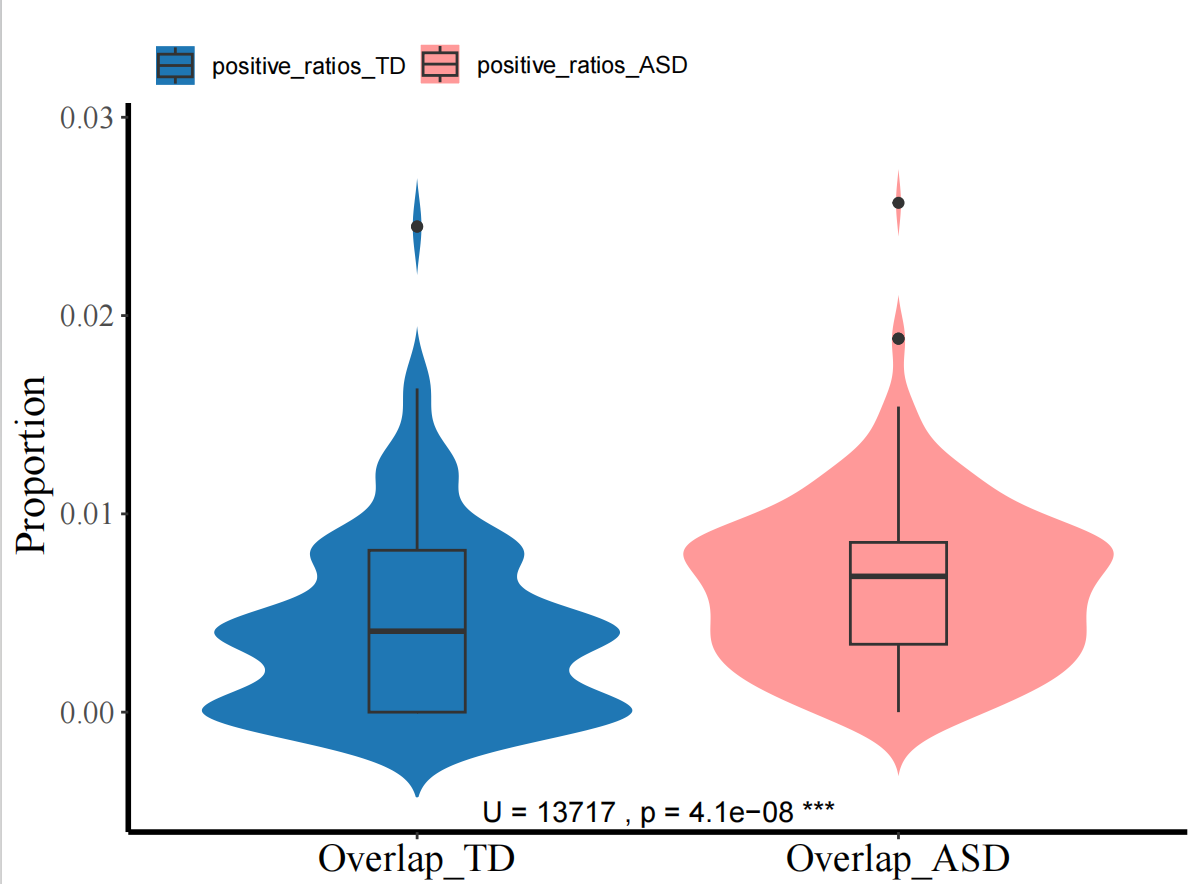 positive_ratios_TD positive_ratios_ASD
0.03
0.02
0.01
0.00
Proportion
U = 13717 , p = 4.1e−08 ***
Overlap_TD Overlap_ASD